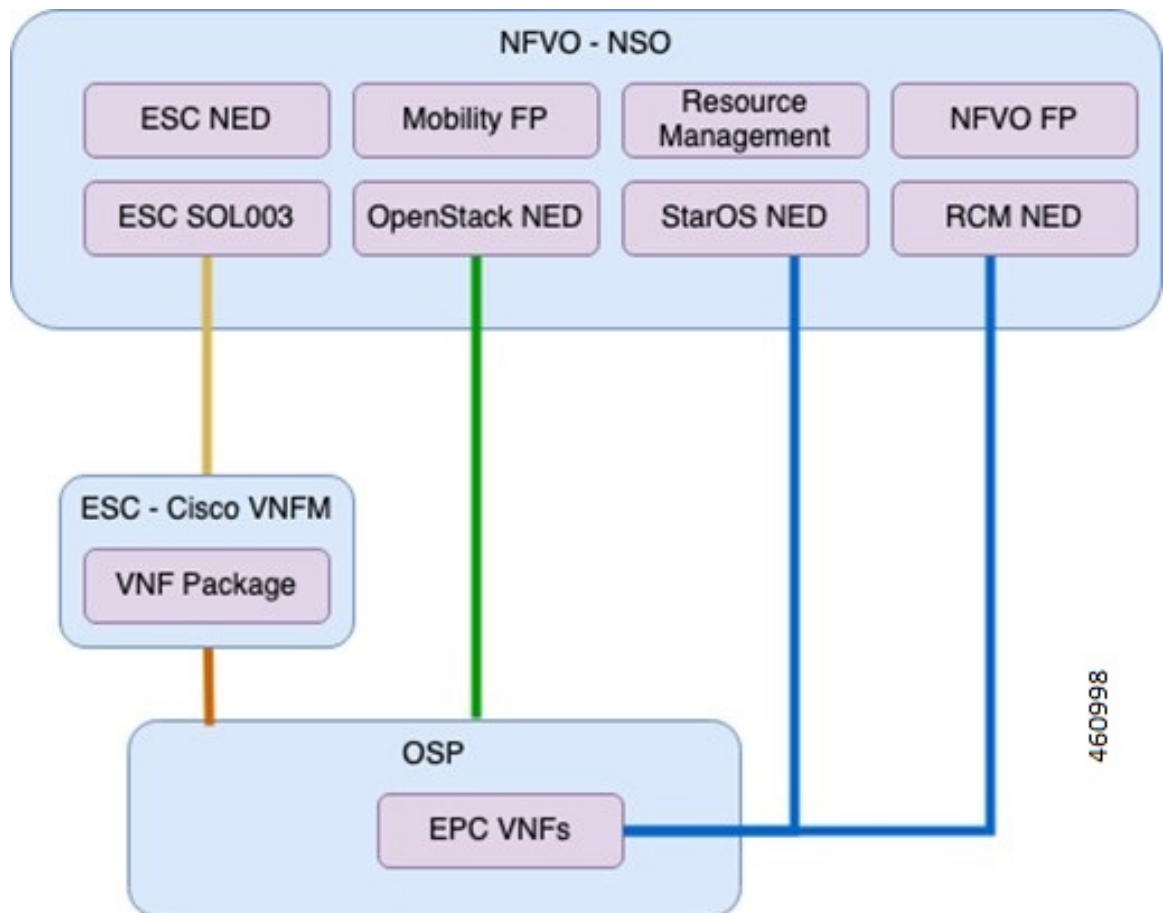 NFVO - NSO
ESC NED
Mobility FP
Resource
Management
NFVO FP
ESC SOL003
OpenStack NED
StarOS NED
RCM NED
ESC - Cisco VNFM
VNF Package
OSP
EPC VNFs
460998